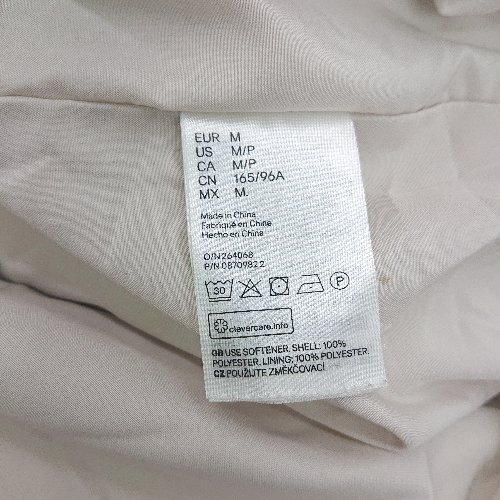 EUR M
US M/P
CA M/P
CN 165/96A
MX M.
Made in China
Fabriqué en Chine
Hecho en China
O/N 264068
P/N 08709822
30 P
clevercare.info
GB USE SOFTENER. SHELL: 100%
POLYESTER. LINING: 100% POLYESTER.
CZ POUŽIJTE ZMĚKČOVACÍ